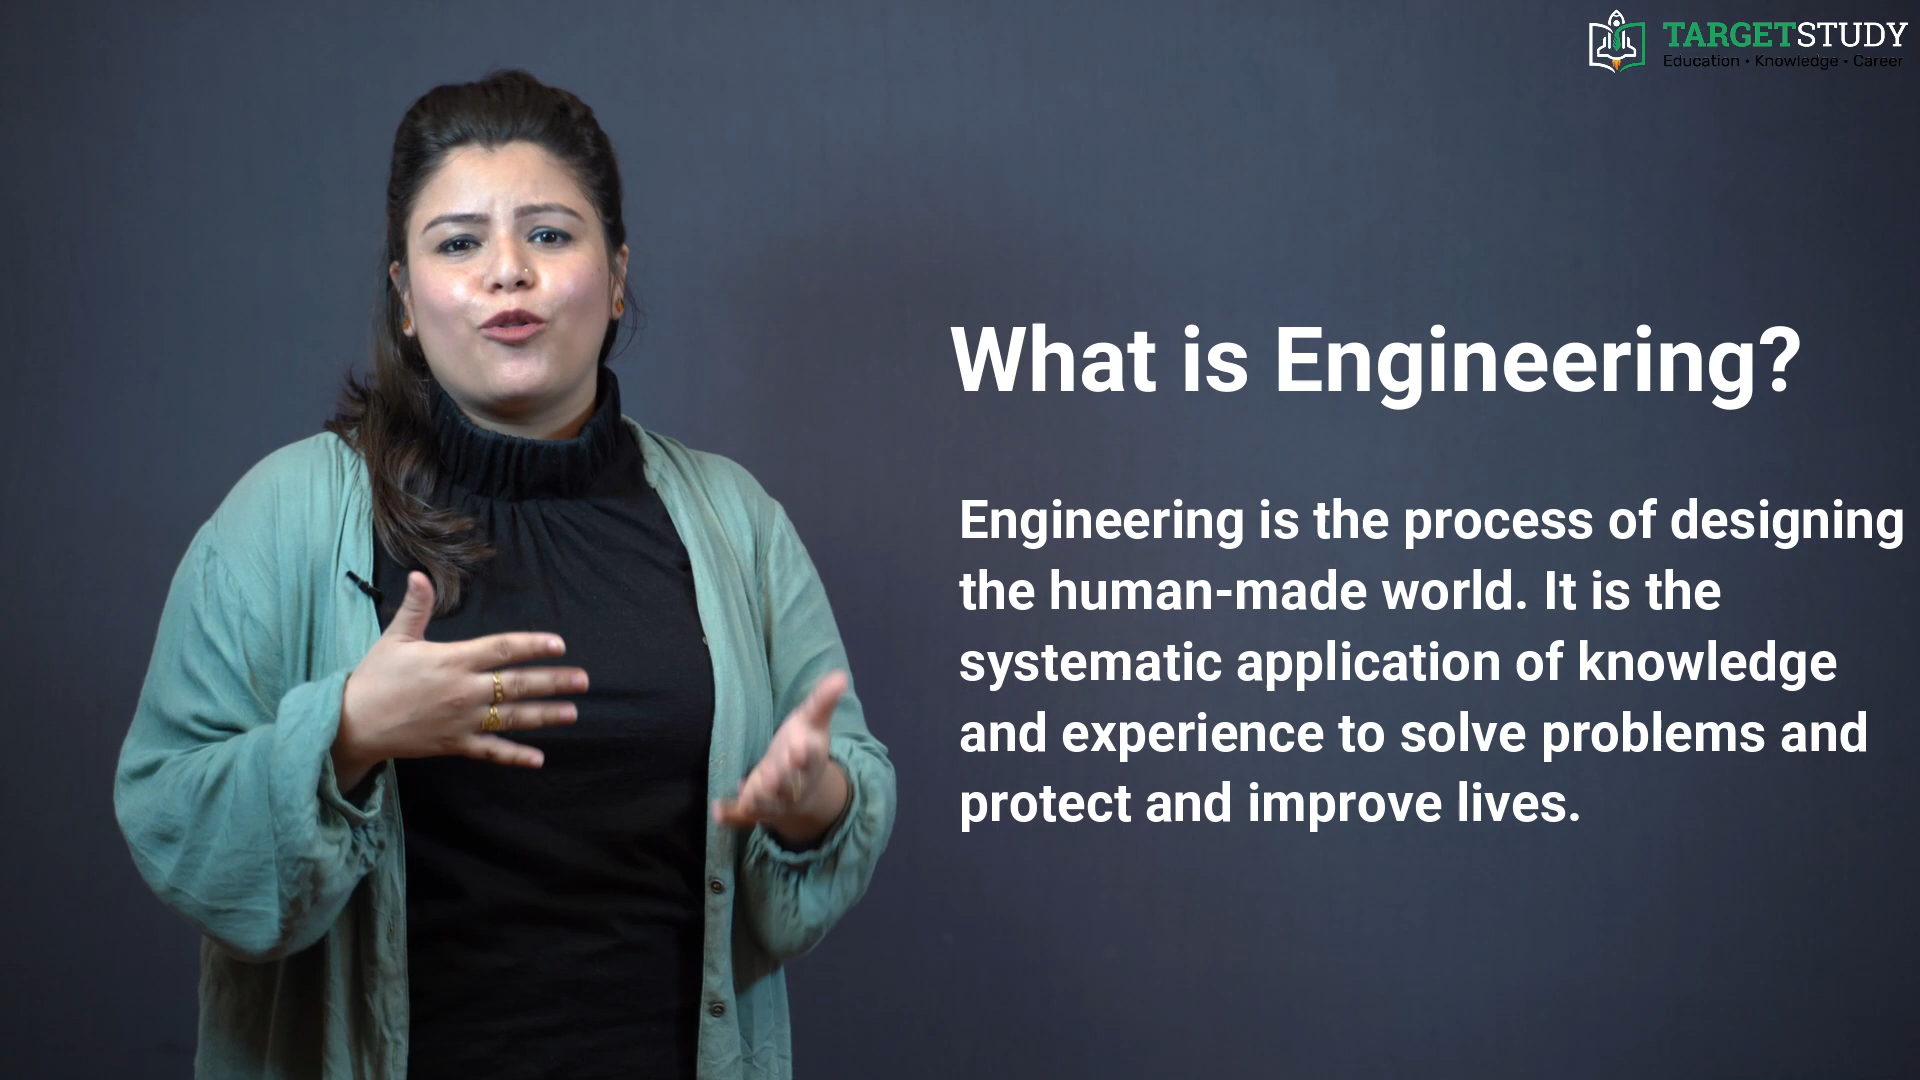 TARGETSTUDY
Education • Knowledge • Career
What is Engineering?
Engineering is the process of designing
the human-made world. It is the
systematic application of knowledge
and experience to solve problems and
protect and improve lives.